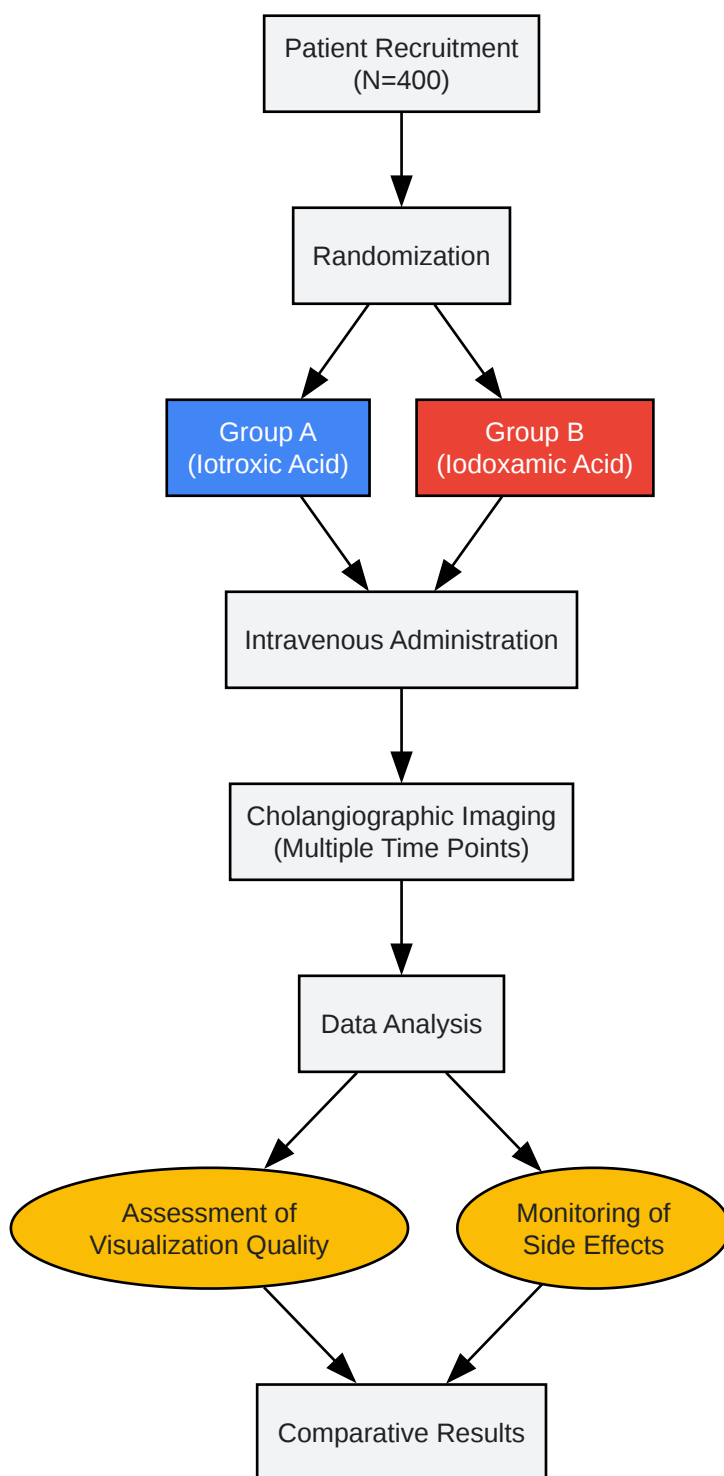 Patient Recruitment
(N=400)
Randomization
Group A
(Iotroxic Acid)
Group B
(Iodoxamic Acid)
Intravenous Administration
Cholangiographic Imaging
(Multiple Time Points)
Data Analysis
Assessment of
Visualization Quality
Monitoring of
Side Effects
Comparative Results